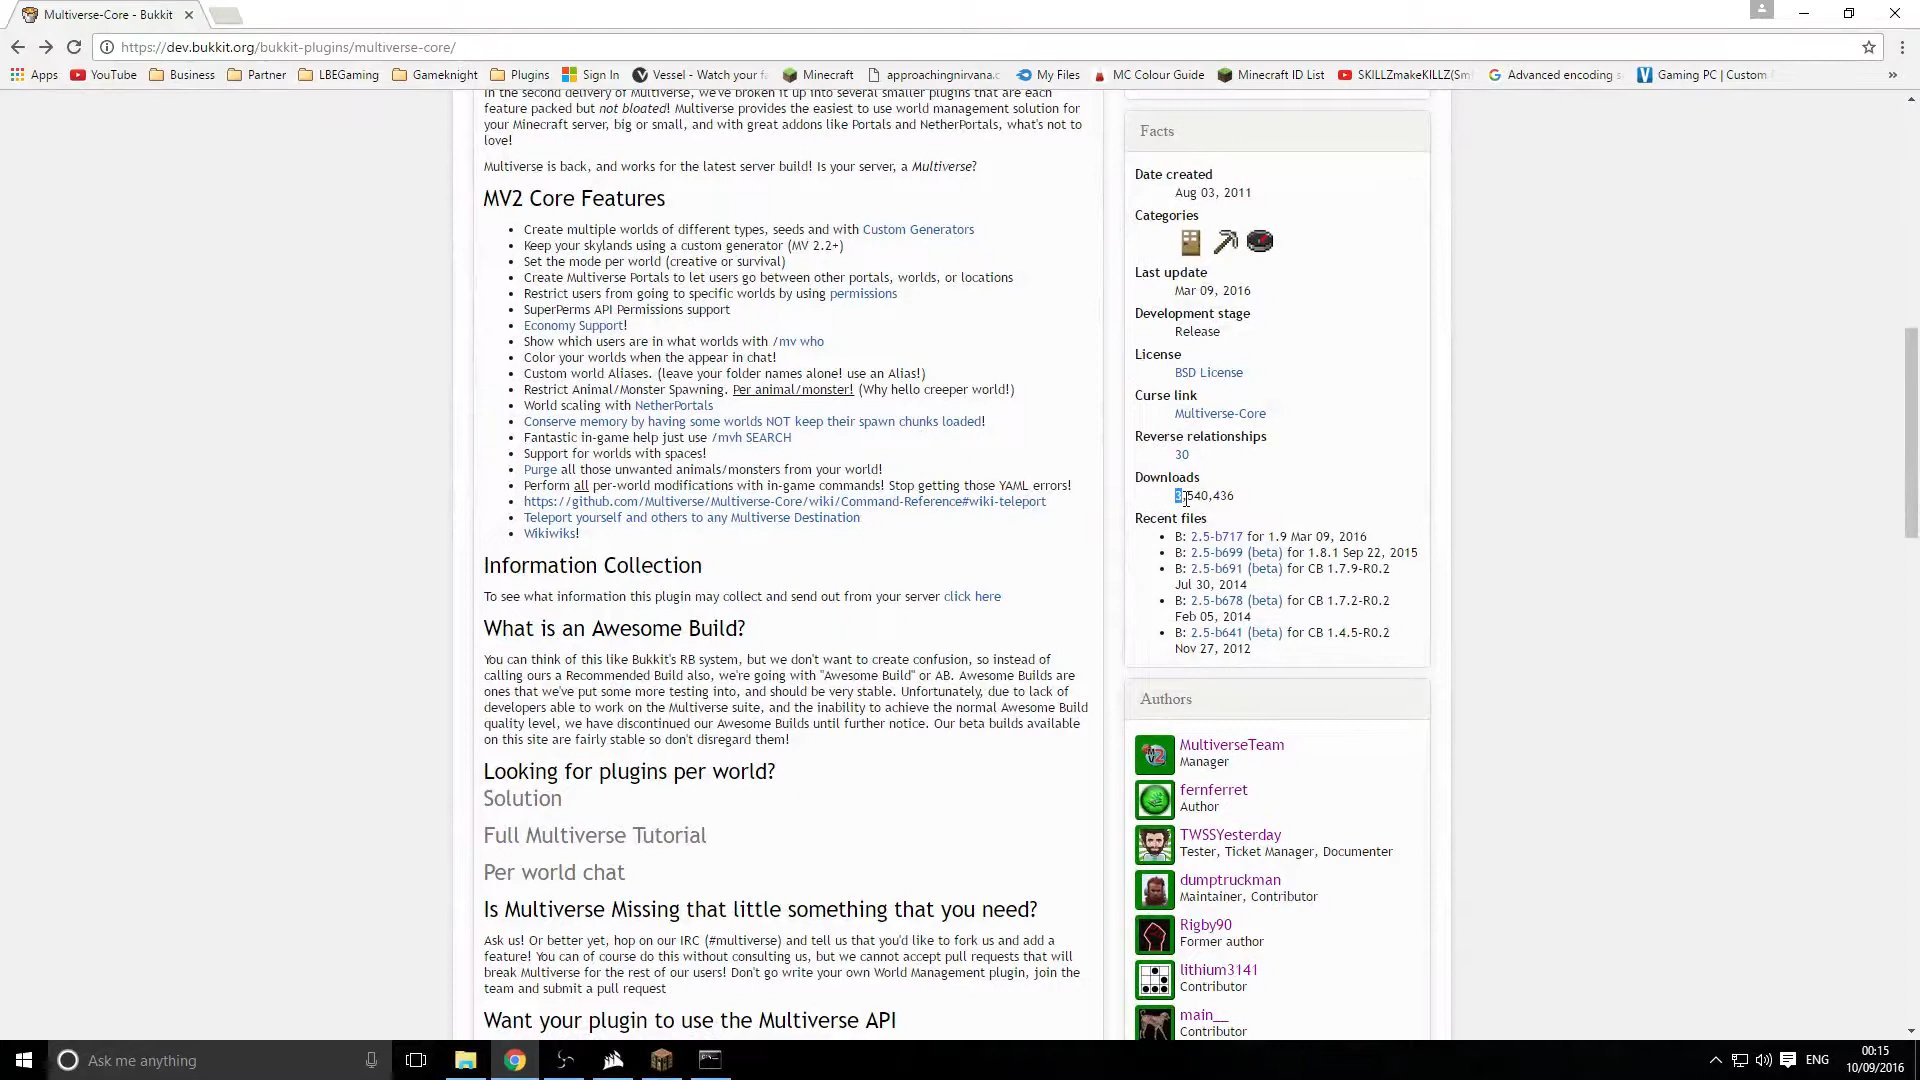 Multiverse-Core - Bukkit
https://dev.bukkit.org/bukkit-plugins/multiverse-core/
Apps YouTube Business Partner LBEGaming Gameknight Plugins Sign In Vessel - Watch your fa Minecraft approachingnirvana.c My Files MC Colour Guide Minecraft ID List SKILLZmakeKILLZ(Sm Advanced encoding s Gaming PC | Custom
In the second delivery of Multiverse, we've broken it up into several smaller plugins that are each
feature packed but not bloated! Multiverse provides the easiest to use world management solution for
your Minecraft server, big or small, and with great addons like Portals and NetherPortals, what's not to
love!
Multiverse is back, and works for the latest server build! Is your server, a Multiverse?
MV2 Core Features
Create multiple worlds of different types, seeds and with Custom Generators
Keep your skylands using a custom generator (MV 2.2+)
Set the mode per world (creative or survival)
Create Multiverse Portals to let users go between other portals, worlds, or locations
Restrict users from going to specific worlds by using permissions
SuperPerms API Permissions support
Economy Support!
Show which users are in what worlds with /mv who
Color your worlds when the appear in chat!
Custom world Aliases. (leave your folder names alone! use an Alias!)
Restrict Animal/Monster Spawning. Per animal/monster! (Why hello creeper world!)
World scaling with NetherPortals
Conserve memory by having some worlds NOT keep their spawn chunks loaded!
Fantastic in-game help just use /mvh SEARCH
Support for worlds with spaces!
Purge all those unwanted animals/monsters from your world!
Perform all per-world modifications with in-game commands! Stop getting those YAML errors!
https://github.com/Multiverse/Multiverse-Core/wiki/Command-Reference#wiki-teleport
Teleport yourself and others to any Multiverse Destination
Wikiwiks!
Information Collection
To see what information this plugin may collect and send out from your server click here
What is an Awesome Build?
You can think of this like Bukkit's RB system, but we don't want to create confusion, so instead of
calling ours a Recommended Build also, we're going with "Awesome Build" or AB. Awesome Builds are
ones that we've put some more testing into, and should be very stable. Unfortunately, due to lack of
developers able to work on the Multiverse suite, and the inability to achieve the normal Awesome Build
quality level, we have discontinued our Awesome Builds until further notice. Our beta builds available
on this site are fairly stable so don't disregard them!
Looking for plugins per world?
Solution
Full Multiverse Tutorial
Per world chat
Is Multiverse Missing that little something that you need?
Ask us! Or better yet, hop on our IRC (#multiverse) and tell us that you'd like to fork us and add a
feature! You can of course do this without consulting us, but we cannot accept pull requests that will
break Multiverse for the rest of our users! Don't go write your own World Management plugin, join the
team and submit a pull request
Want your plugin to use the Multiverse API
Facts
Date created
Aug 03, 2011
Categories
Last update
Mar 09, 2016
Development stage
Release
License
BSD License
Curse link
Multiverse-Core
Reverse relationships
30
Downloads
3,540,436
Recent files
B: 2.5-b717 for 1.9 Mar 09, 2016
B: 2.5-b699 (beta) for 1.8.1 Sep 22, 2015
B: 2.5-b691 (beta) for CB 1.7.9-R0.2
Jul 30, 2014
B: 2.5-b678 (beta) for CB 1.7.2-R0.2
Feb 05, 2014
B: 2.5-b641 (beta) for CB 1.4.5-R0.2
Nov 27, 2012
Authors
MultiverseTeam
Manager
fernferret
Author
TWSSYesterday
Tester, Ticket Manager, Documenter
dumptruckman
Maintainer, Contributor
Rigby90
Former author
lithium3141
Contributor
main__
Contributor
Ask me anything
ENG
00:15
10/09/2016